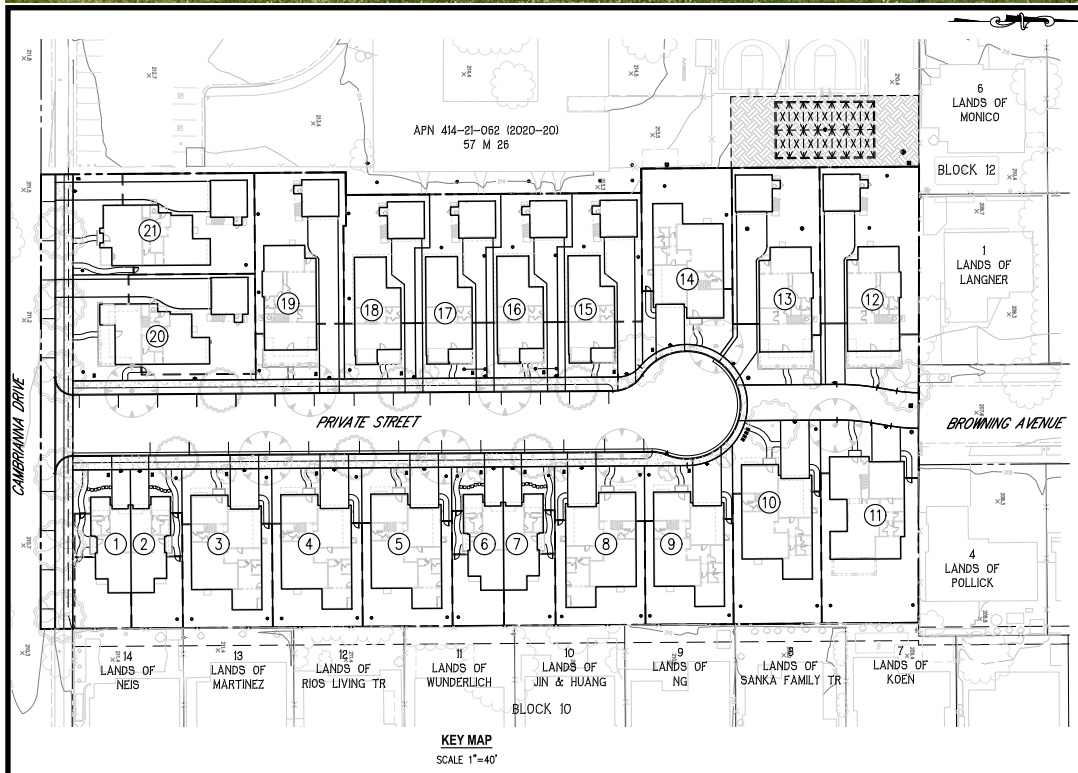 6
LANDS OF
MONICO
APN 414-21-062 (2020-20)
57 M 26
BLOCK 12
1
LANDS OF
LANGNER
21
20
19
18
17
16
15
14
13
12
CAMBRIANNA DRIVE
PRIVATE STREET
BROWNING AVENUE
1
2
3
4
5
6
7
8
9
10
11
4
LANDS OF
POLLICK
14
LANDS OF
NEIS
13
LANDS OF
MARTINEZ
12
LANDS OF
RIOS LIVING TR
11
LANDS OF
WUNDERLICH
10
LANDS OF
JIN & HUANG
9
LANDS OF
NG
8
LANDS OF
SANKA FAMILY TR
7
LANDS OF
KOEN
BLOCK 10
KEY MAP
SCALE 1"=40'